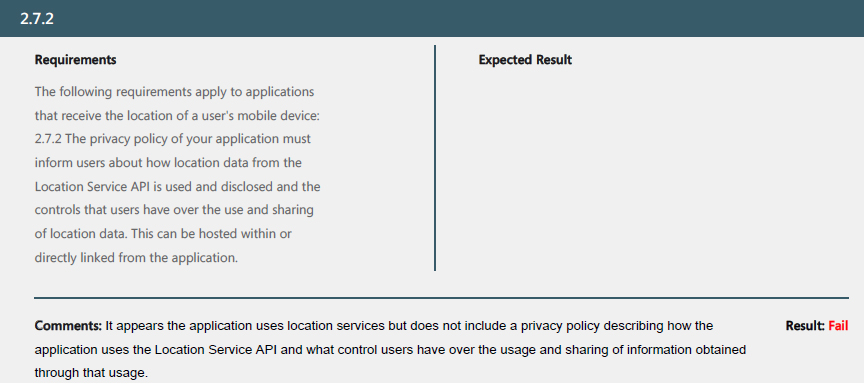 2.7.2
Requirements
The following requirements apply to applications
that receive the location of a user's mobile device:
2.7.2 The privacy policy of your application must
inform users about how location data from the
Location Service API is used and disclosed and the
controls that users have over the use and sharing
of location data. This can be hosted within or
directly linked from the application.
Expected Result
Comments: It appears the application uses location services but does not include a privacy policy describing how the
application uses the Location Service API and what control users have over the usage and sharing of information obtained
through that usage.
Result: Fail